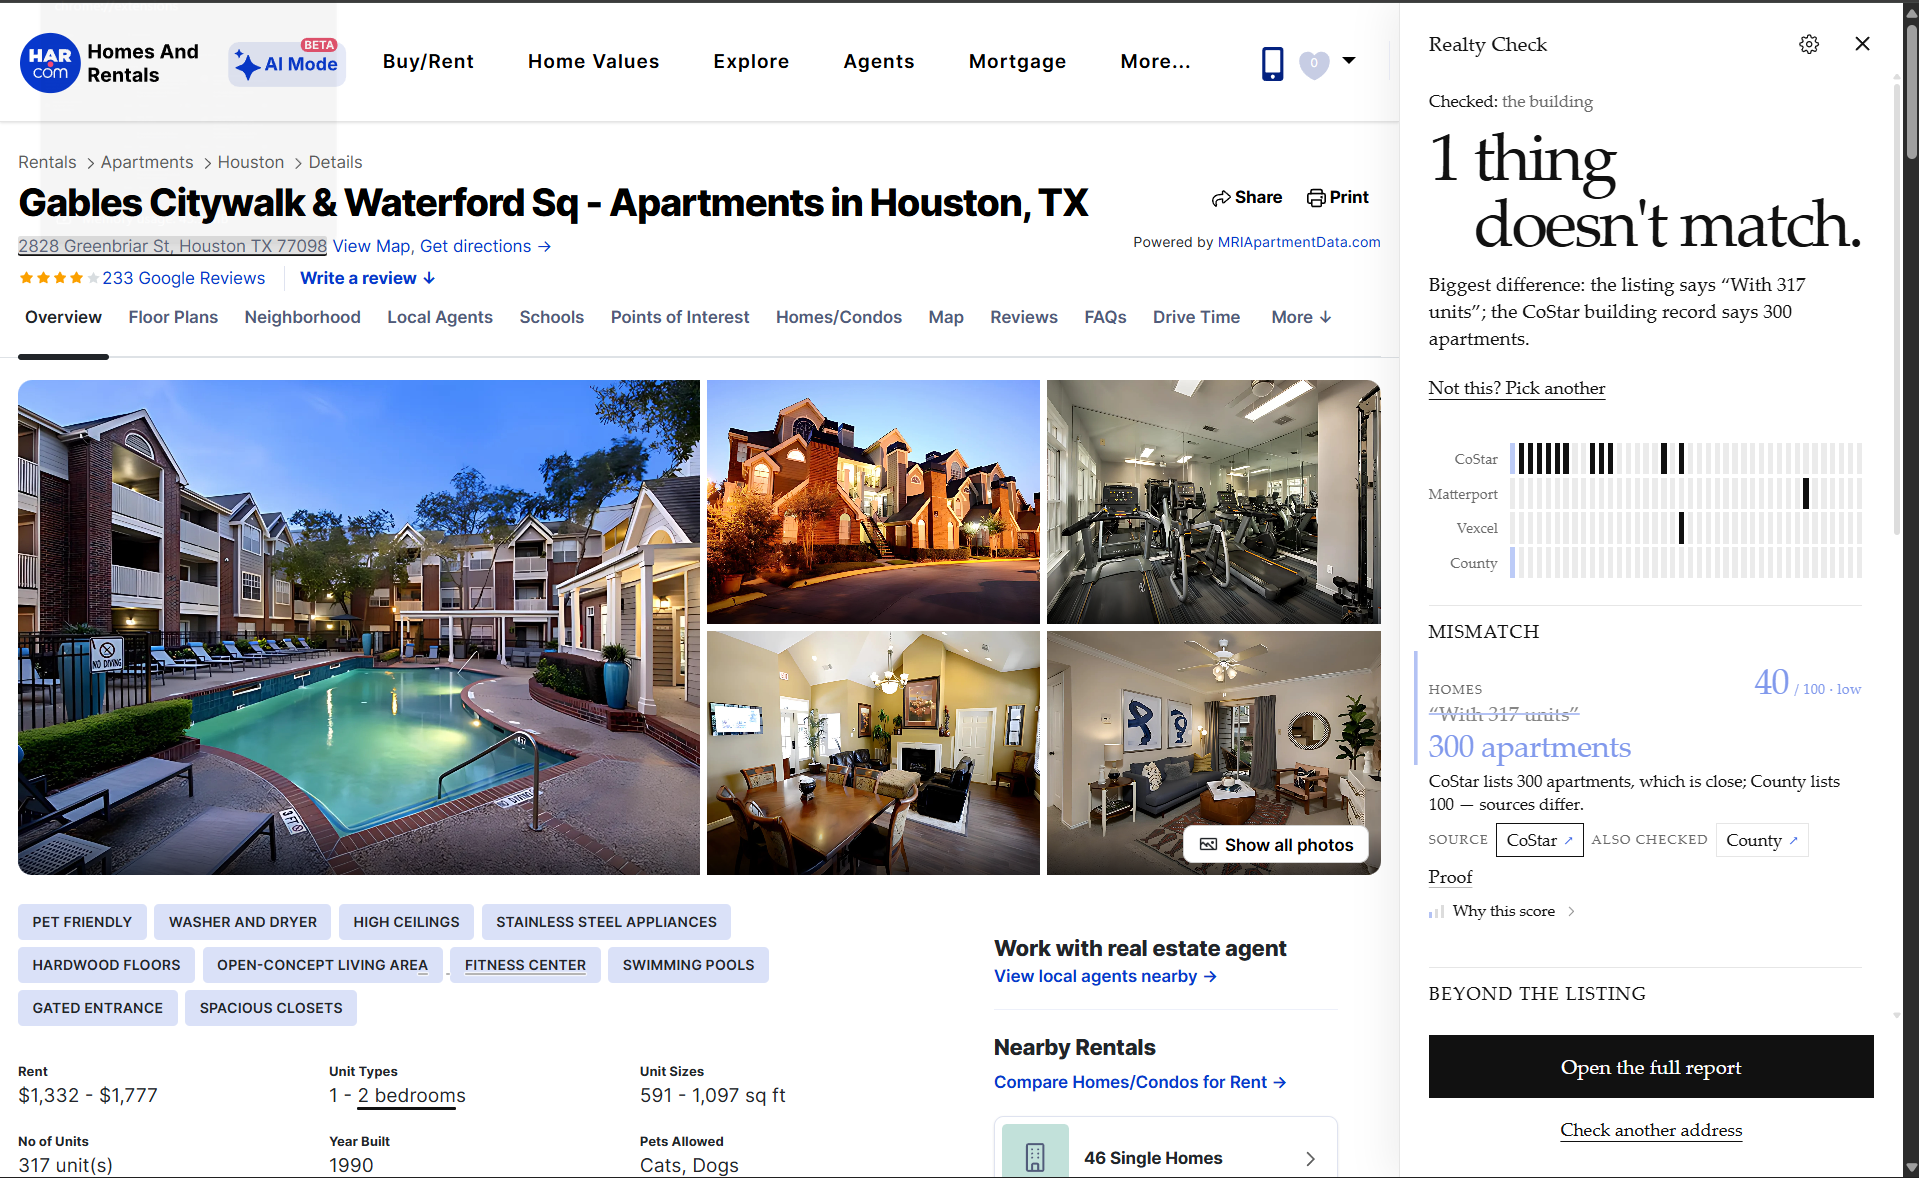 HAR
com
Homes And
Rentals
BETA
AI Mode
Buy/Rent
Home Values
Explore
Agents
Mortgage
More...
0
Rentals > Apartments > Houston > Details
Gables Citywalk & Waterford Sq - Apartments in Houston, TX
Share
Print
2828 Greenbriar St, Houston TX 77098 View Map, Get directions →
Powered by MRIApartmentData.com
233 Google Reviews
Write a review ↓
Overview
Floor Plans
Neighborhood
Local Agents
Schools
Points of Interest
Homes/Condos
Map
Reviews
FAQs
Drive Time
More ↓
NO DIVING
NO DIVING
3 FT
Show all photos
PET FRIENDLY
WASHER AND DRYER
HIGH CEILINGS
STAINLESS STEEL APPLIANCES
HARDWOOD FLOORS
OPEN-CONCEPT LIVING AREA
FITNESS CENTER
SWIMMING POOLS
GATED ENTRANCE
SPACIOUS CLOSETS
Rent
$1,332 - $1,777
Unit Types
1 - 2 bedrooms
Unit Sizes
591 - 1,097 sq ft
No of Units
317 unit(s)
Year Built
1990
Pets Allowed
Cats, Dogs
Work with real estate agent
View local agents nearby →
Nearby Rentals
Compare Homes/Condos for Rent →
46 Single Homes
Realty Check
Checked: the building
1 thing
doesn't match.
Biggest difference: the listing says “With 317
units”; the CoStar building record says 300
apartments.
Not this? Pick another
CoStar
Matterport
Vexcel
County
MISMATCH
HOMES
40 / 100 · low
“With 317 units”
300 apartments
CoStar lists 300 apartments, which is close; County lists
100 — sources differ.
SOURCE CoStar ↗ ALSO CHECKED County ↗
Proof
Why this score >
BEYOND THE LISTING
Open the full report
Check another address